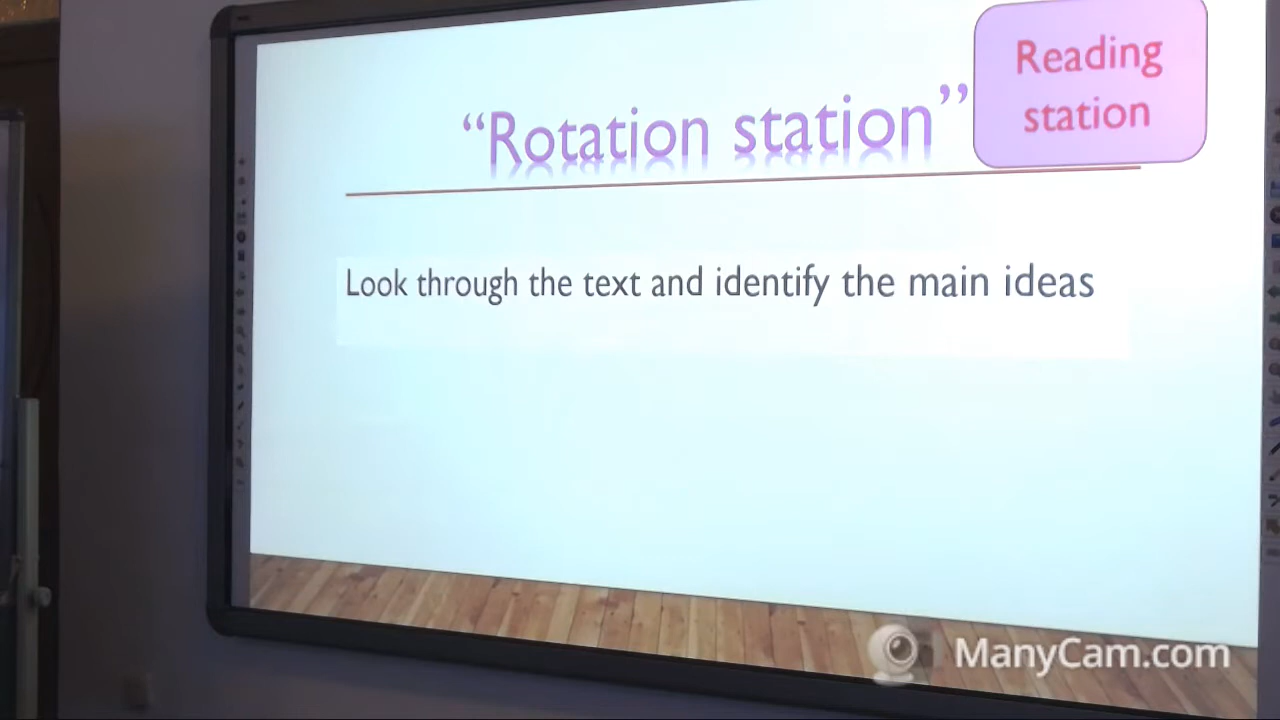 “Rotation station”
Reading
station
Look through the text and identify the main ideas
ManyCam.com